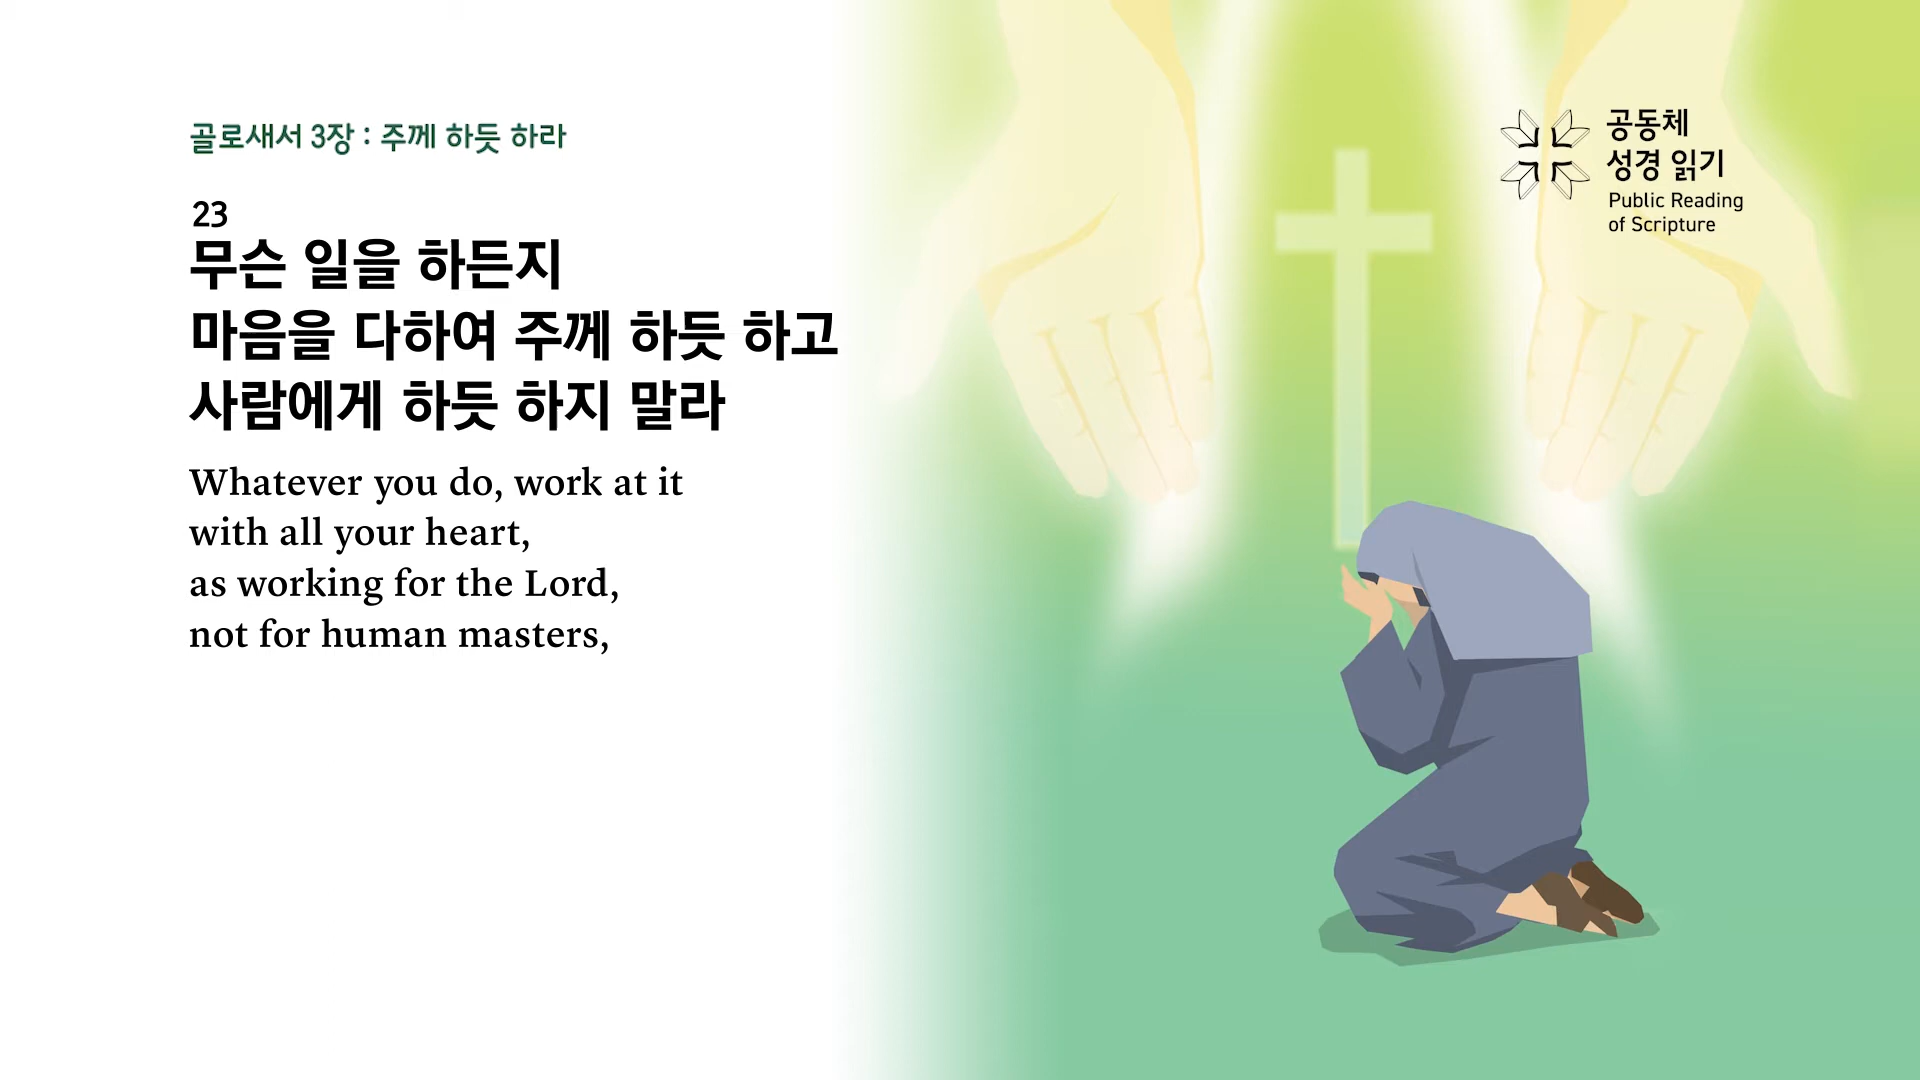 골로새서 3장 : 주께 하듯 하라
23
무슨 일을 하든지
마음을 다하여 주께 하듯 하고
사람에게 하듯 하지 말라
Whatever you do, work at it
with all your heart,
as working for the Lord,
not for human masters,
공동체
성경 읽기
Public Reading
of Scripture